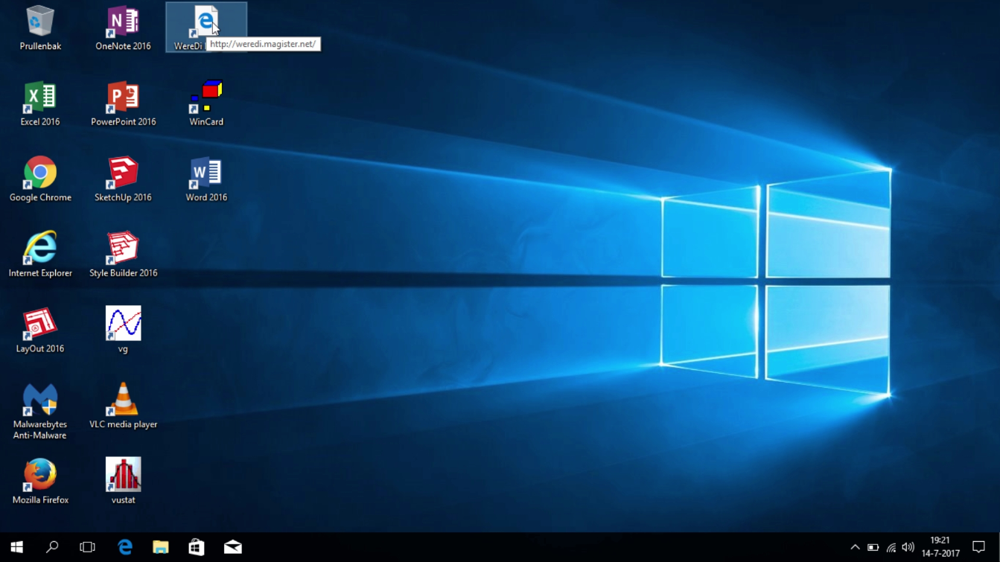 Prullenbak
OneNote 2016
WereDi
http://weredi.magister.net/
Excel 2016
PowerPoint 2016
WinCard
Google Chrome
SketchUp 2016
Word 2016
Internet Explorer
Style Builder 2016
LayOut 2016
vg
Malwarebytes
Anti-Malware
VLC media player
Mozilla Firefox
vustat
19:21
14-7-2017